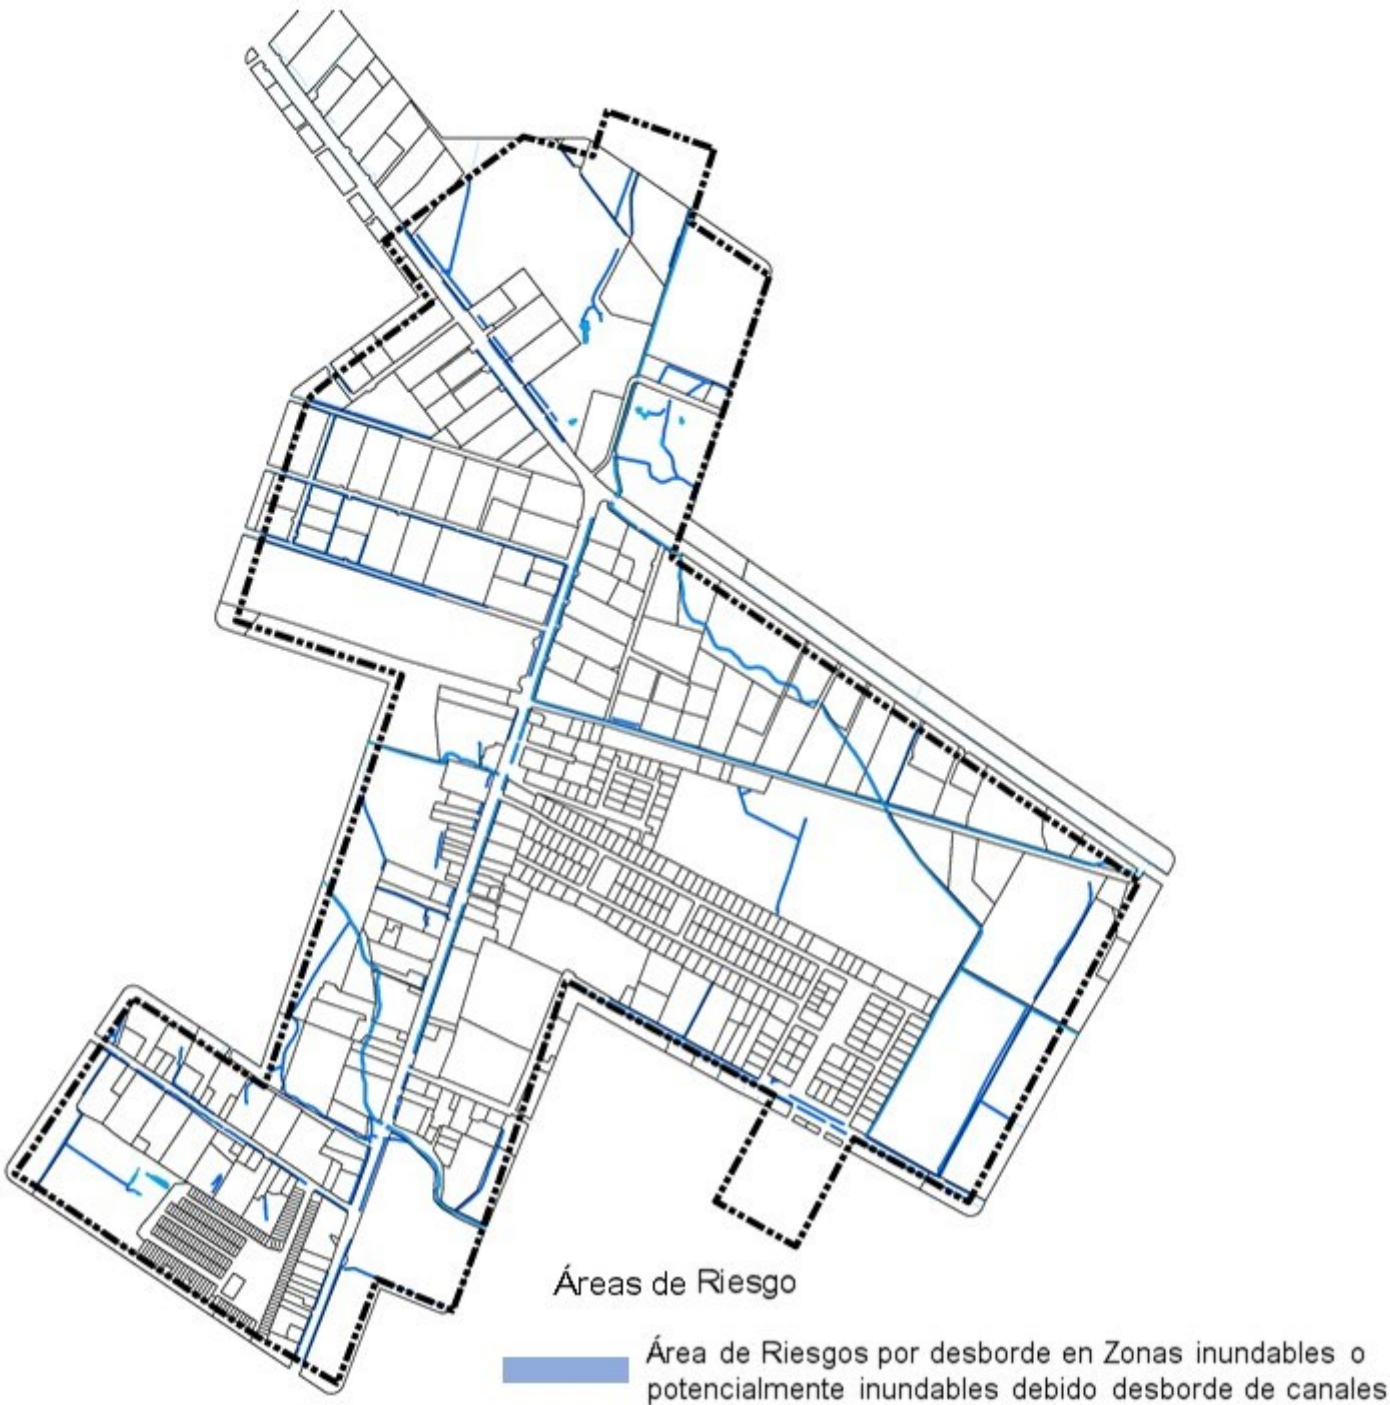 Áreas de Riesgo
Área de Riesgos por desborde en Zonas inundables o
potencialmente inundables debido desborde de canales